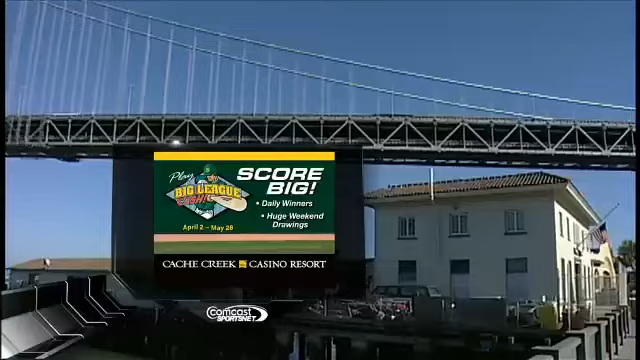 Play
BIG LEAGUE
CASH!
April 2 - May 28
SCORE
BIG!
• Daily Winners
• Huge Weekend
Drawings
CACHE CREEK CASINO RESORT
comcast
SPORTSNET